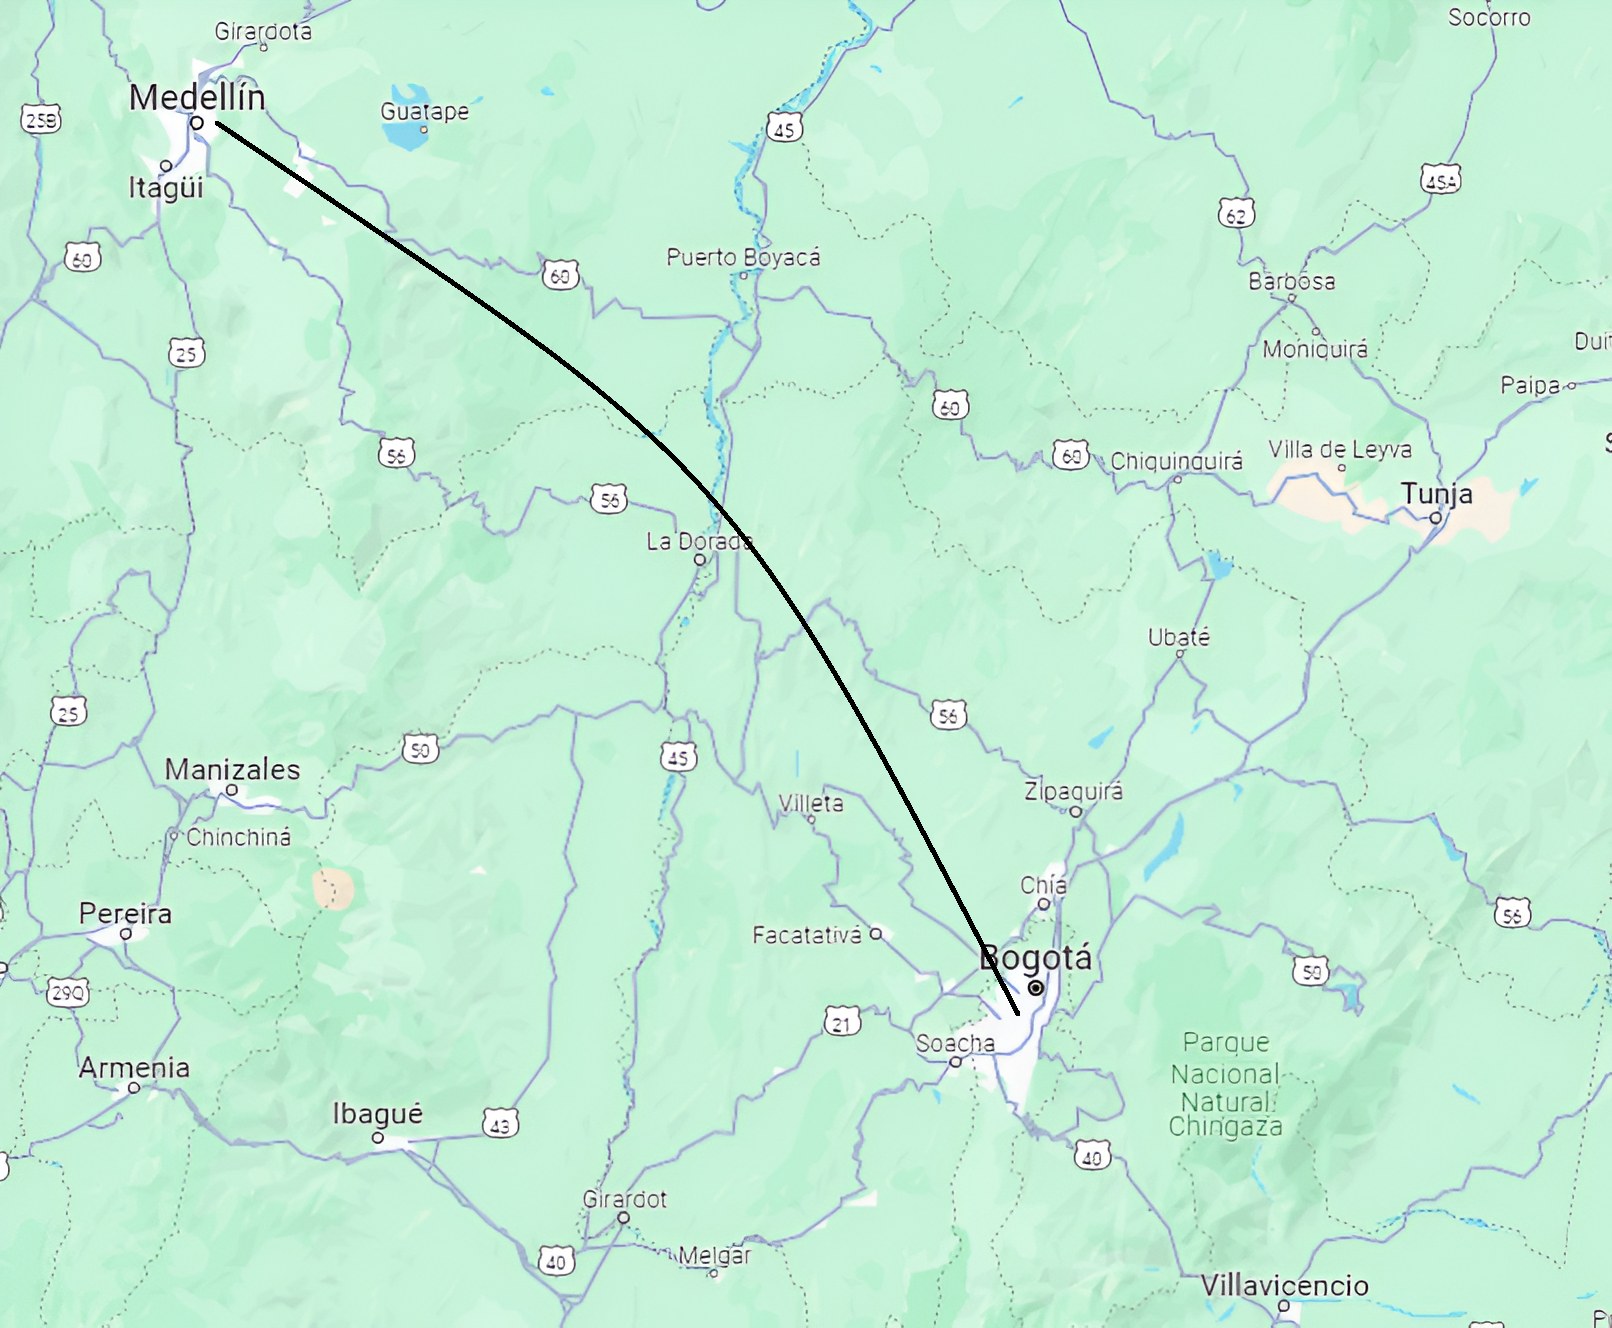 Girardota
Socorro
Medellín
Guatape
25B
45
Itagüi
45A
62
60
Puerto Boyacá
60
Barbosa
25
Moniquirá
Paipa
60
56
60
Chiquinquirá
Villa de Leyva
56
Tunja
La Dorada
Ubaté
25
56
50
45
Manizales
Villeta
Zipaquirá
Chinchiná
Chía
Pereira
56
Facatativá
Bogotá
50
29Q
21
Soacha
Parque
Nacional
Natural
Chingaza
Armenia
Ibagué
43
40
Girardot
Melgar
40
Villavicencio